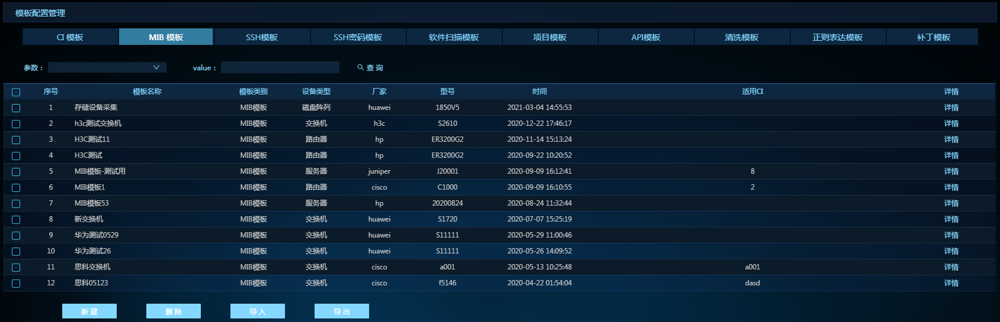 模板配置管理
CI 模板 MIB 模板 SSH模板 SSH密码模板 软件扫描模板 项目模板 API模板 清洗模板 正则表达模板 补丁模板
参数： value： 查 询
序号 模板名称 模板类别 设备类型 厂家 型号 时间 适用CI 详情
1 存储设备采集 MIB模板 磁盘阵列 huawei 1850V5 2021-03-04 14:55:53 详情
2 h3c测试交换机 MIB模板 交换机 h3c S2610 2020-12-22 17:46:17 详情
3 H3C测试11 MIB模板 路由器 hp ER3200G2 2020-11-14 15:13:24 详情
4 H3C测试 MIB模板 路由器 hp ER3200G2 2020-09-22 10:20:52 详情
5 MIB模板-测试用 MIB模板 服务器 juniper J20001 2020-09-09 16:12:41 8 详情
6 MIB模板1 MIB模板 路由器 cisco C1000 2020-09-09 16:10:55 2 详情
7 MIB模板53 MIB模板 服务器 hp 20200824 2020-08-24 11:32:44 详情
8 新交换机 MIB模板 交换机 huawei S1720 2020-07-07 15:25:19 详情
9 华为测试0529 MIB模板 交换机 huawei S11111 2020-05-29 11:00:46 详情
10 华为测试26 MIB模板 交换机 huawei S11111 2020-05-26 14:09:52 详情
11 思科交换机 MIB模板 交换机 cisco a001 2020-05-13 10:25:48 a001 详情
12 思科05123 MIB模板 交换机 cisco f5146 2020-04-22 01:54:04 dasd 详情
新 建 删 除 导 入 导 出